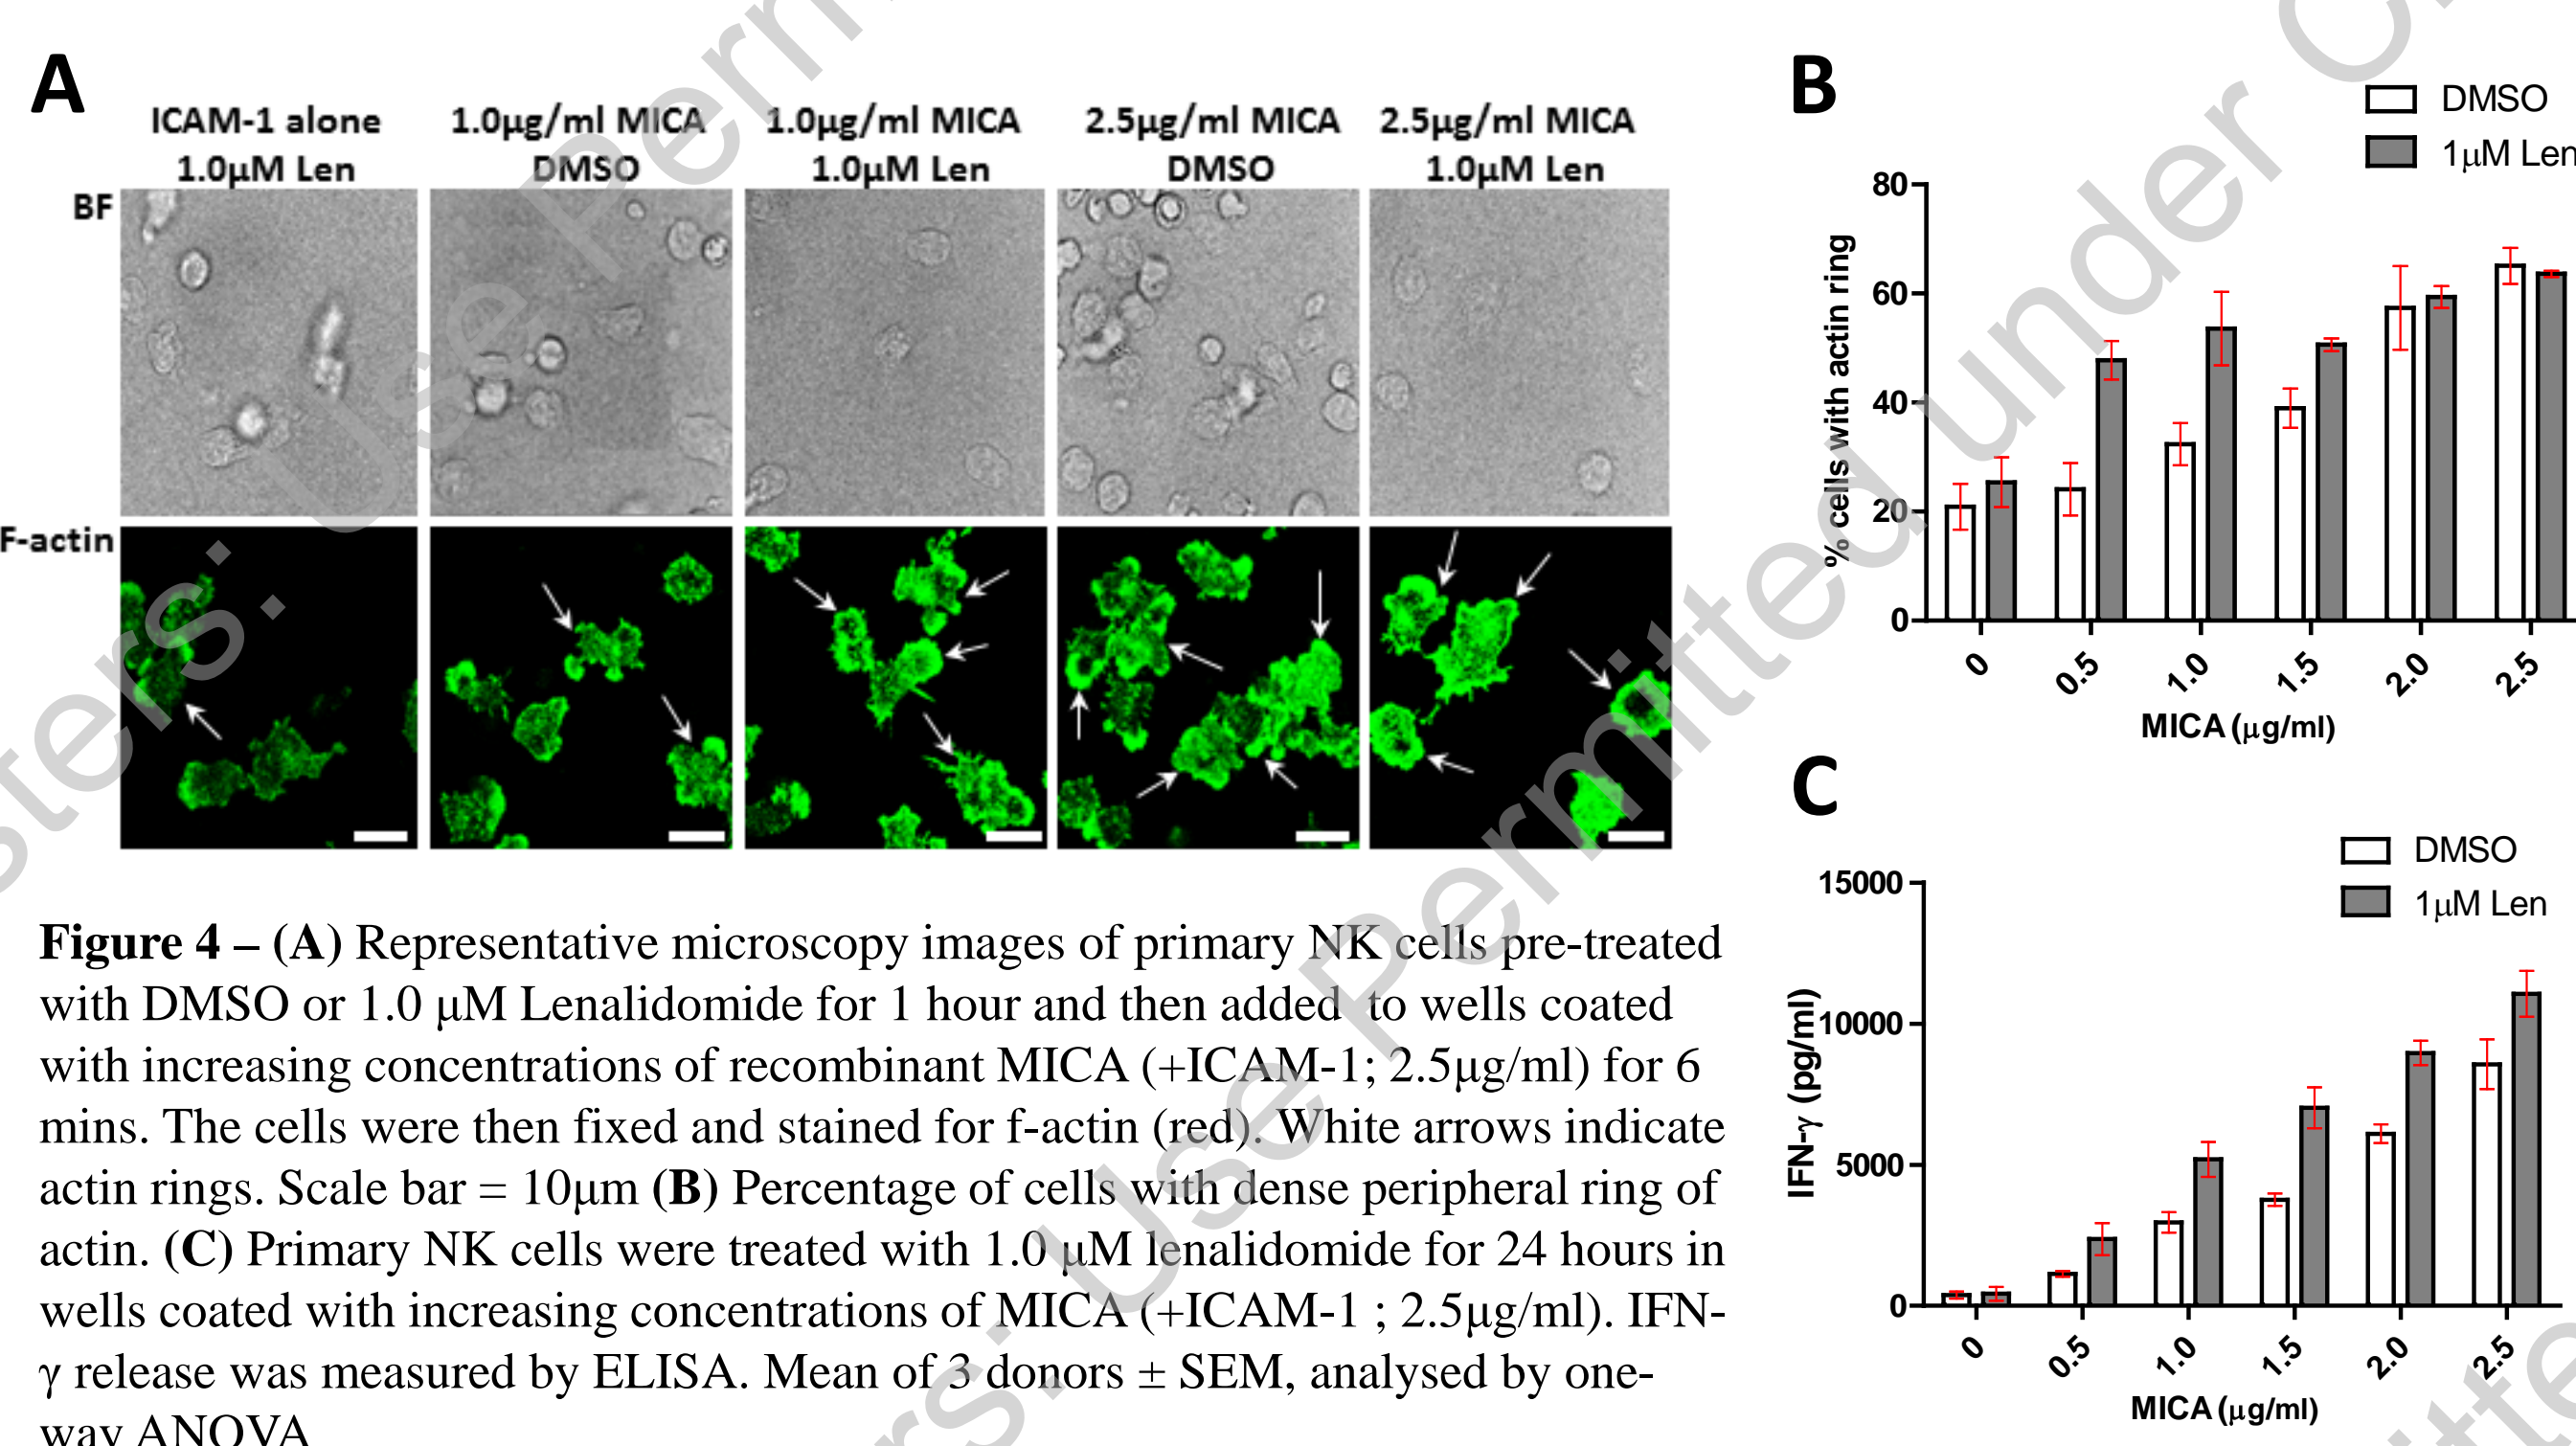 A
ICAM-1 alone
1.0µM Len
1.0µg/ml MICA
DMSO
1.0µg/ml MICA
1.0µM Len
2.5µg/ml MICA
DMSO
2.5µg/ml MICA
1.0µM Len
BF
F-actin
Figure 4 – (A) Representative microscopy images of primary NK cells pre-treated
with DMSO or 1.0 µM Lenalidomide for 1 hour and then added to wells coated
with increasing concentrations of recombinant MICA (+ICAM-1; 2.5µg/ml) for 6
mins. The cells were then fixed and stained for f-actin (red). White arrows indicate
actin rings. Scale bar = 10µm (B) Percentage of cells with dense peripheral ring of
actin. (C) Primary NK cells were treated with 1.0 µM lenalidomide for 24 hours in
wells coated with increasing concentrations of MICA (+ICAM-1 ; 2.5µg/ml). IFN-
γ release was measured by ELISA. Mean of 3 donors ± SEM, analysed by one-
way ANOVA
B
DMSO
1µM Len
% cells with actin ring
80
60
40
20
0
0 0.5 1.0 1.5 2.0 2.5
MICA (µg/ml)
C
DMSO
1µM Len
IFN-γ (pg/ml)
15000
10000
5000
0
0 0.5 1.0 1.5 2.0 2.5
MICA (µg/ml)
sters. Use Perm
ers. Use Permitted under C
itte